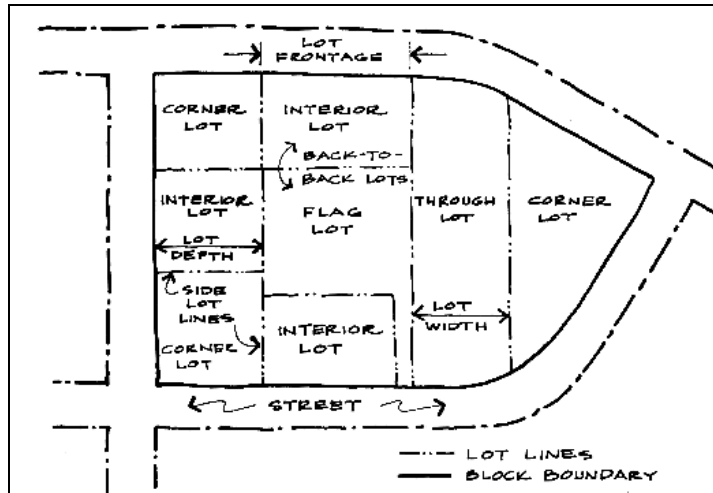 LOT
FRONTAGE
CORNER
LOT
INTERIOR
LOT
BACK-TO-
BACK LOTS
INTERIOR
LOT
FLAG
LOT
THROUGH
LOT
CORNER
LOT
LOT
DEPTH
SIDE
LOT
LINES
LOT
WIDTH
INTERIOR
LOT
CORNER
LOT
STREET
LOT LINES
BLOCK BOUNDARY